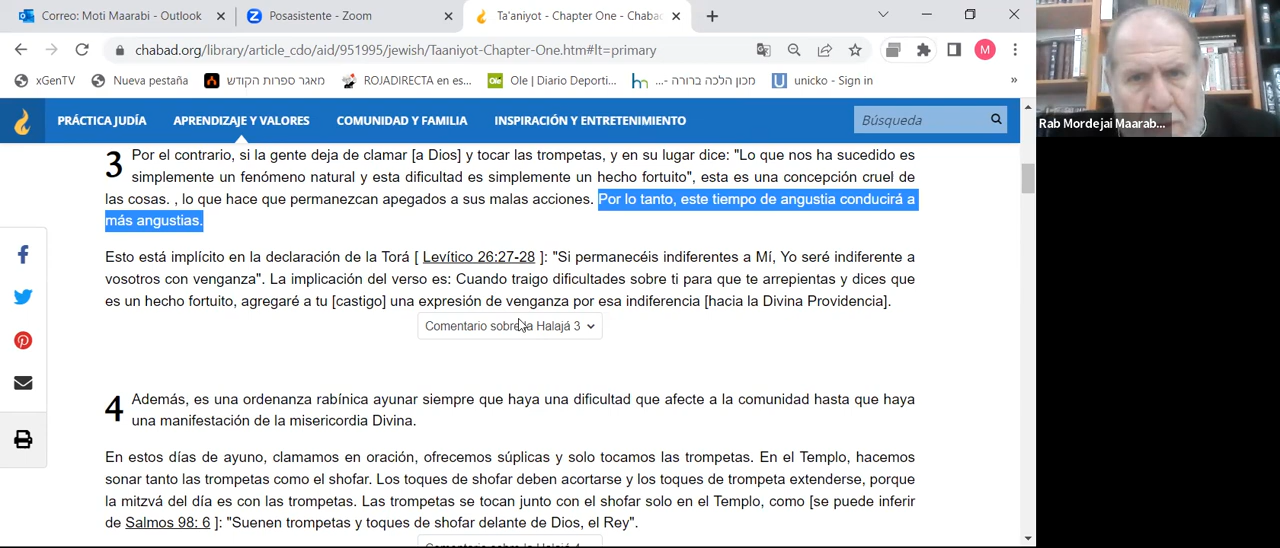 Correo: Moti Maarabi - Outlook
Posasistente - Zoom
Ta'aniyot - Chapter One - Chabad
chabad.org/library/article_cdo/aid/951995/jewish/Taaniyot-Chapter-One.htm#lt=primary
M
xGenTV
Nueva pestaña
מאגר ספרות הקודש
ROJADIRECTA en es...
Ole | Diario Deporti...
מכון הלכה ברורה -...
unicko - Sign in
»
PRÁCTICA JUDÍA
APRENDIZAJE Y VALORES
COMUNIDAD Y FAMILIA
INSPIRACIÓN Y ENTRETENIMIENTO
Búsqueda
Rab Mordejai Maarab...
3 Por el contrario, si la gente deja de clamar [a Dios] y tocar las trompetas, y en su lugar dice: "Lo que nos ha sucedido es
simplemente un fenómeno natural y esta dificultad es simplemente un hecho fortuito", esta es una concepción cruel de
las cosas. , lo que hace que permanezcan apegados a sus malas acciones. Por lo tanto, este tiempo de angustia conducirá a
más angustias.
Esto está implícito en la declaración de la Torá [ Levítico 26:27-28 ]: "Si permanecéis indiferentes a Mí, Yo seré indiferente a
vosotros con venganza". La implicación del verso es: Cuando traigo dificultades sobre ti para que te arrepientas y dices que
es un hecho fortuito, agregaré a tu [castigo] una expresión de venganza por esa indiferencia [hacia la Divina Providencia].
Comentario sobre la Halajá 3
4 Además, es una ordenanza rabínica ayunar siempre que haya una dificultad que afecte a la comunidad hasta que haya
una manifestación de la misericordia Divina.
En estos días de ayuno, clamamos en oración, ofrecemos súplicas y solo tocamos las trompetas. En el Templo, hacemos
sonar tanto las trompetas como el shofar. Los toques de shofar deben acortarse y los toques de trompeta extenderse, porque
la mitzvá del día es con las trompetas. Las trompetas se tocan junto con el shofar solo en el Templo, como [se puede inferir
de Salmos 98: 6 ]: "Suenen trompetas y toques de shofar delante de Dios, el Rey".
Comentario sobre la Halajá 4